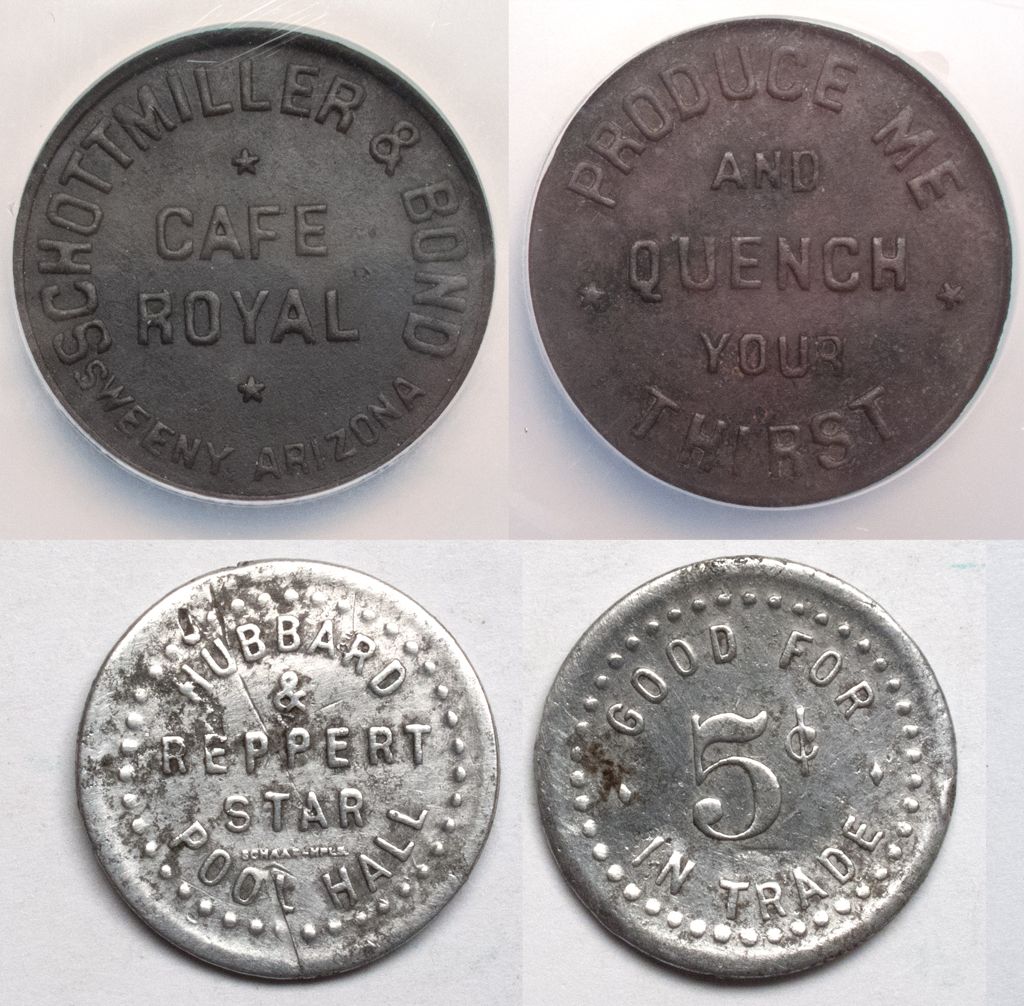 SCHOTTMILLER & BOND
CAFE
ROYAL
SWEENY ARIZONA
PRODUCE ME
AND
QUENCH
YOUR
THIRST
HUBBARD
&
REPPERT
STAR
POOL HALL
GOOD FOR
5¢
IN TRADE